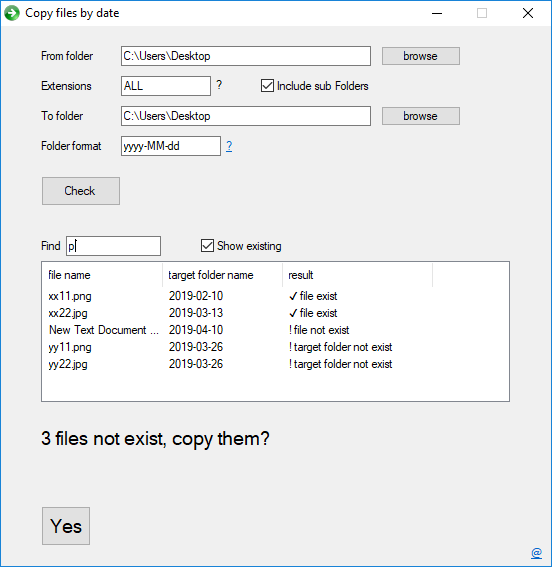 Copy files by date
From folder C:\Users\Desktop browse
Extensions ALL ? Include sub Folders
To folder C:\Users\Desktop browse
Folder format yyyy-MM-dd ?
Check
Find p Show existing
file name target folder name result
xx11.png 2019-02-10 ✓ file exist
xx22.jpg 2019-03-13 ✓ file exist
New Text Document ... 2019-04-10 ! file not exist
yy11.png 2019-03-26 ! target folder not exist
yy22.jpg 2019-03-26 ! target folder not exist
3 files not exist, copy them?
Yes
@